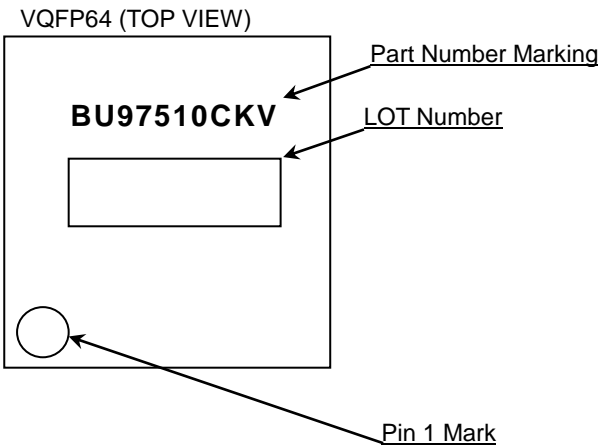 VQFP64 (TOP VIEW)
Part Number Marking
BU97510CKV
LOT Number
Pin 1 Mark